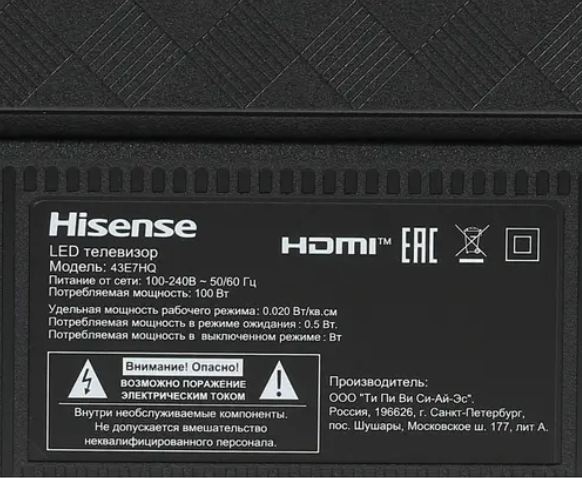 Hisense
LED телевизор
Модель: 43E7HQ
Питание от сети: 100-240В ~ 50/60 Гц
Потребляемая мощность: 100 Вт
Удельная мощность рабочего режима: 0.020 Вт/кв.см
Потребляемая мощность в режиме ожидания : 0.5 Вт.
Потребляемая мощность в выключенном режиме : Вт
HDMI™ EAC
Внимание! Опасно!
ВОЗМОЖНО ПОРАЖЕНИЕ
ЭЛЕКТРИЧЕСКИМ ТОКОМ
Внутри необслуживаемые компоненты.
Не допускается вмешательство
неквалифицированного персонала.
Производитель:
ООО "Ти Пи Ви Си-Ай-Эс".
Россия, 196626, г. Санкт-Петербург,
пос. Шушары, Московское ш. 177, лит А.